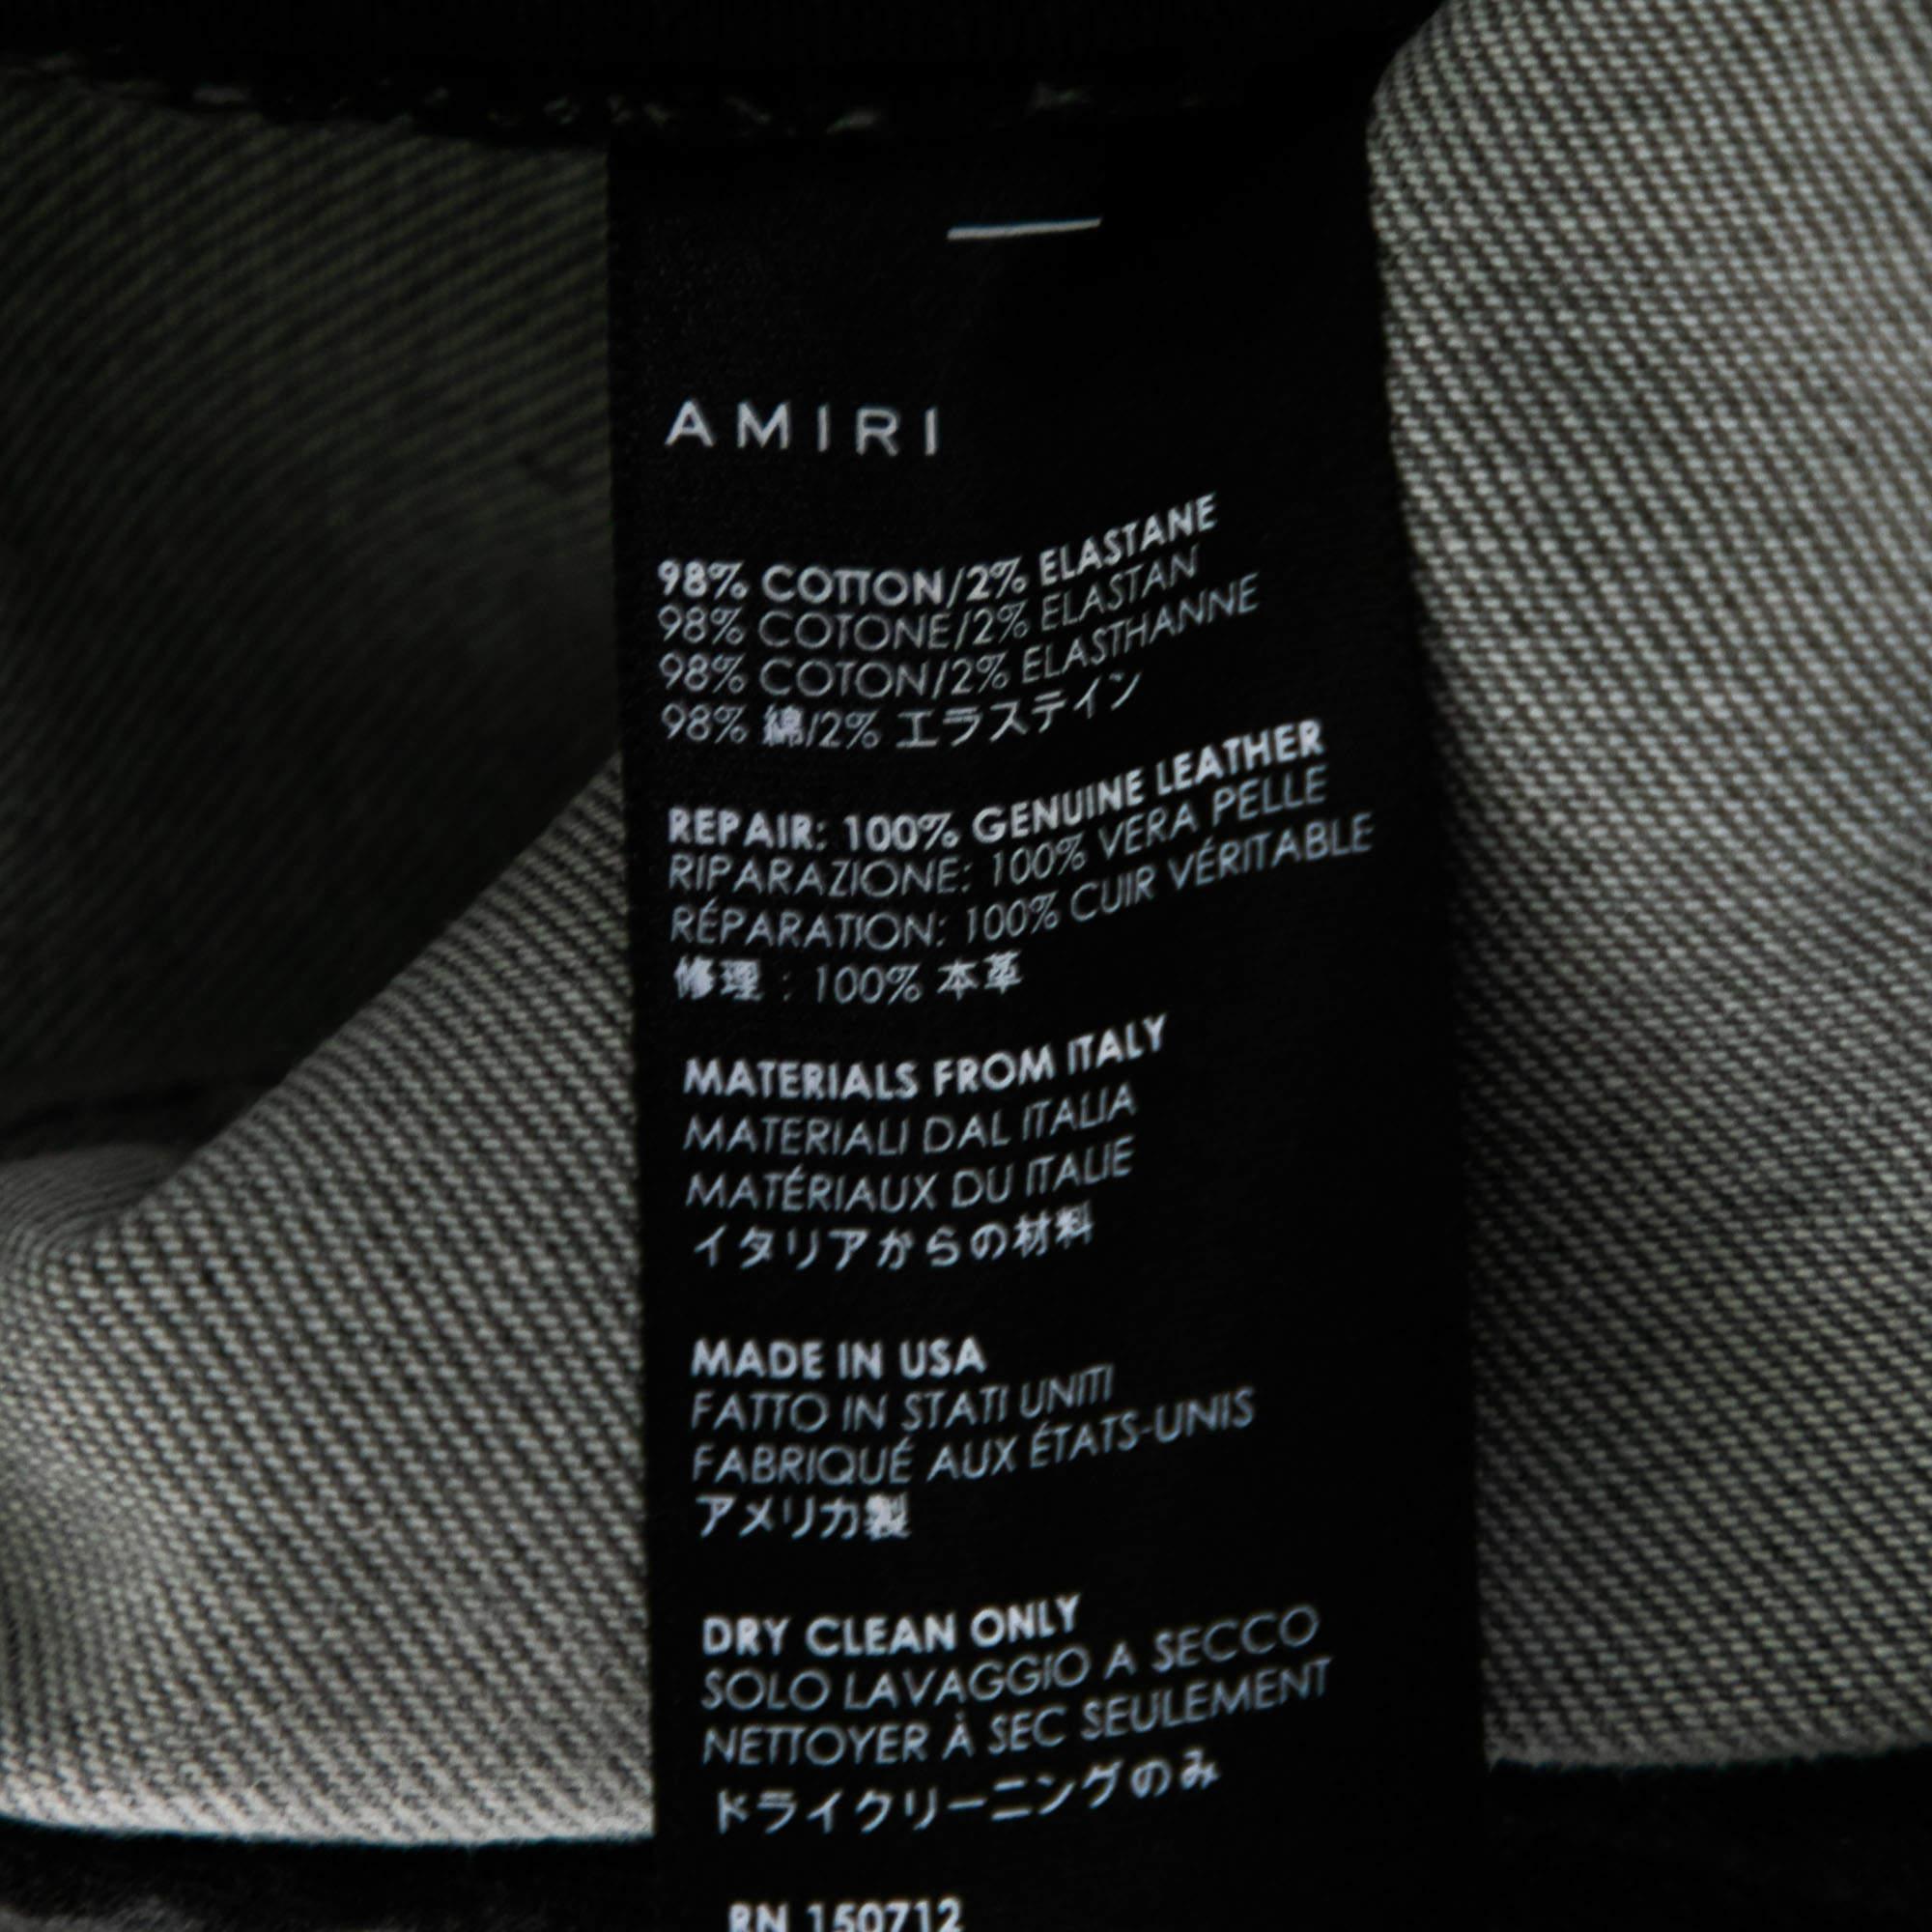 AMIRI
98% COTTON/2% ELASTANE
98% COTONE/2% ELASTAN
98% COTON/2% ELASTHANNE
98% 綿/2% エラステイン
REPAIR: 100% GENUINE LEATHER
RIPARAZIONE: 100% VERA PELLE
RÉPARATION: 100% CUIR VÉRITABLE
修理 : 100% 本革
MATERIALS FROM ITALY
MATERIALI DAL ITALIA
MATÉRIAUX DU ITALIE
イタリアからの材料
MADE IN USA
FATTO IN STATI UNITI
FABRIQUÉ AUX ÉTATS-UNIS
アメリカ製
DRY CLEAN ONLY
SOLO LAVAGGIO A SECCO
NETTOYER À SEC SEULEMENT
ドライクリーニングのみ
RN 150712